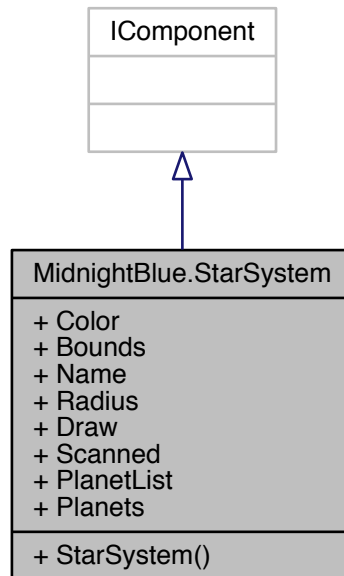 IComponent
MidnightBlue.StarSystem
+ Color
+ Bounds
+ Name
+ Radius
+ Draw
+ Scanned
+ PlanetList
+ Planets
+ StarSystem()